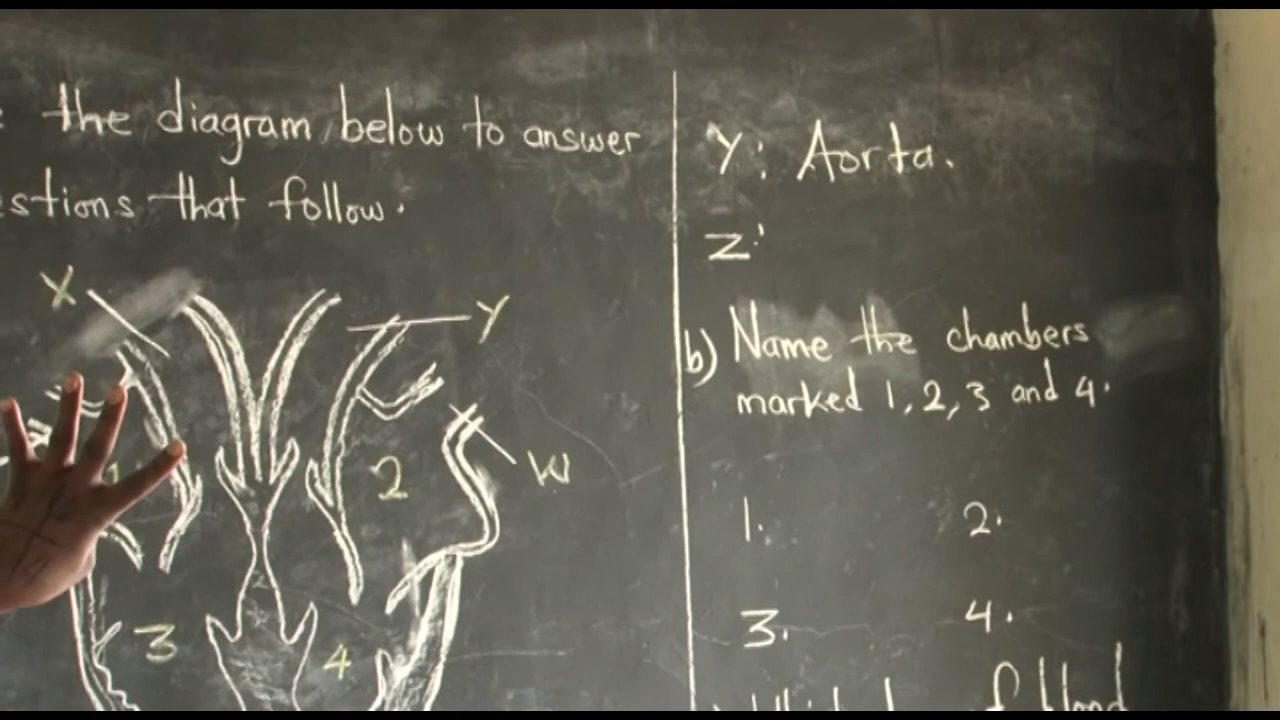 the diagram below to answer
stions that follow.
X
Y
2
W
3
4
Y: Aorta.
Z:
b) Name the chambers
marked 1, 2, 3 and 4.
1. 2.
3. 4.